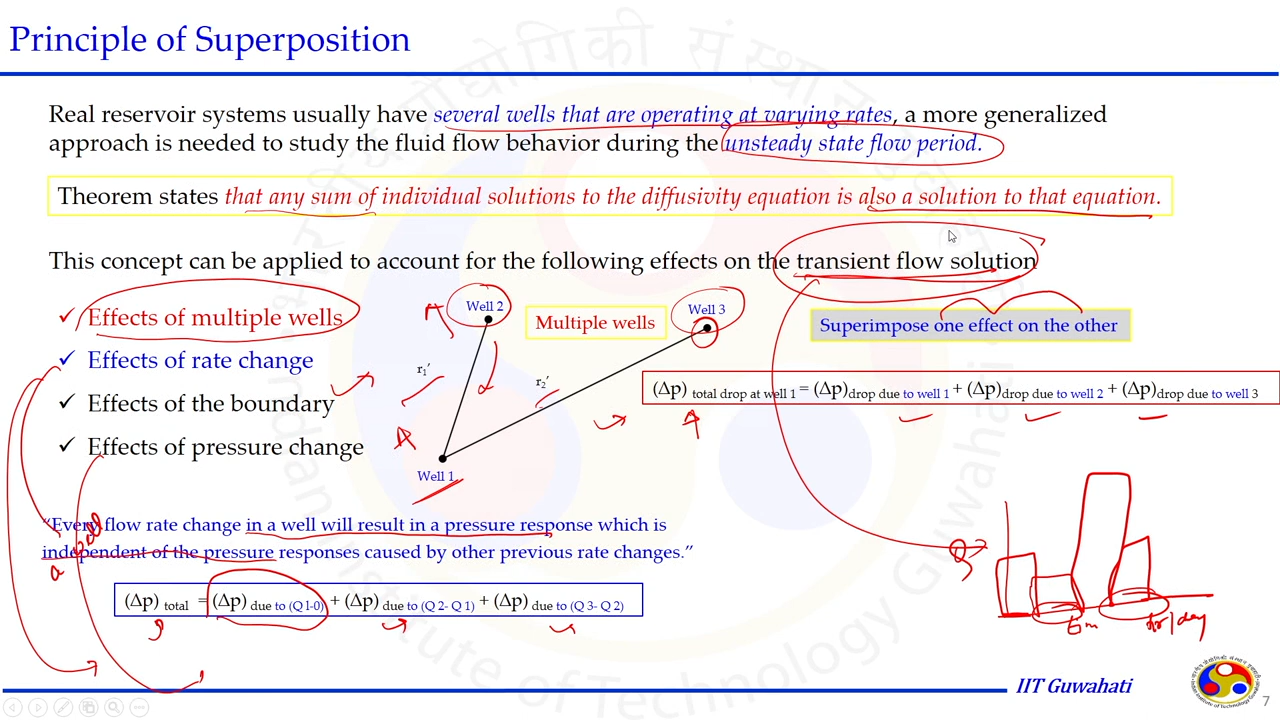 Principle of Superposition
Real reservoir systems usually have several wells that are operating at varying rates, a more generalized
approach is needed to study the fluid flow behavior during the unsteady state flow period.
Theorem states that any sum of individual solutions to the diffusivity equation is also a solution to that equation.
This concept can be applied to account for the following effects on the transient flow solution
✓ Effects of multiple wells
✓ Effects of rate change
✓ Effects of the boundary
✓ Effects of pressure change
Well 2
Multiple wells
Well 3
r₁′
r₂′
Well 1
Superimpose one effect on the other
(Δp) total drop at well 1 = (Δp)drop due to well 1 + (Δp)drop due to well 2 + (Δp)drop due to well 3
"Every flow rate change in a well will result in a pressure response which is
independent of the pressure responses caused by other previous rate changes."
(Δp) total = (Δp) due to (Q 1-0) + (Δp) due to (Q 2- Q 1) + (Δp) due to (Q 3- Q 2)
Q
IIT Guwahati
7